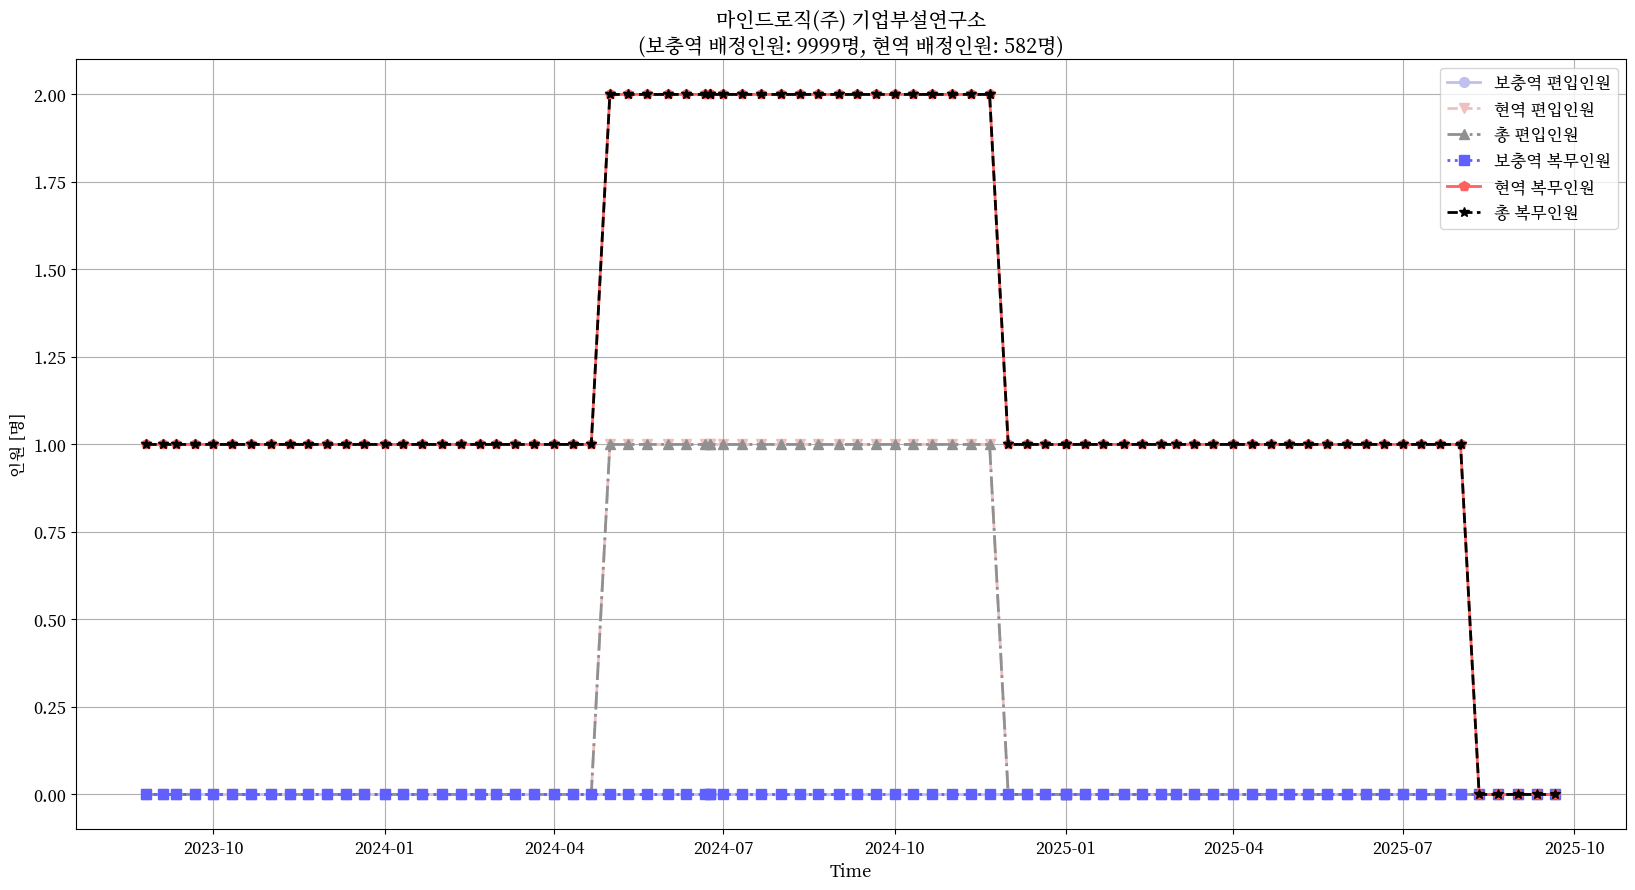 마인드로직(주) 기업부설연구소
(보충역 배정인원: 9999명, 현역 배정인원: 582명)
보충역 편입인원
현역 편입인원
총 편입인원
보충역 복무인원
현역 복무인원
총 복무인원
인원 [명]
2.00
1.75
1.50
1.25
1.00
0.75
0.50
0.25
0.00
2023-10 2024-01 2024-04 2024-07 2024-10 2025-01 2025-04 2025-07 2025-10
Time